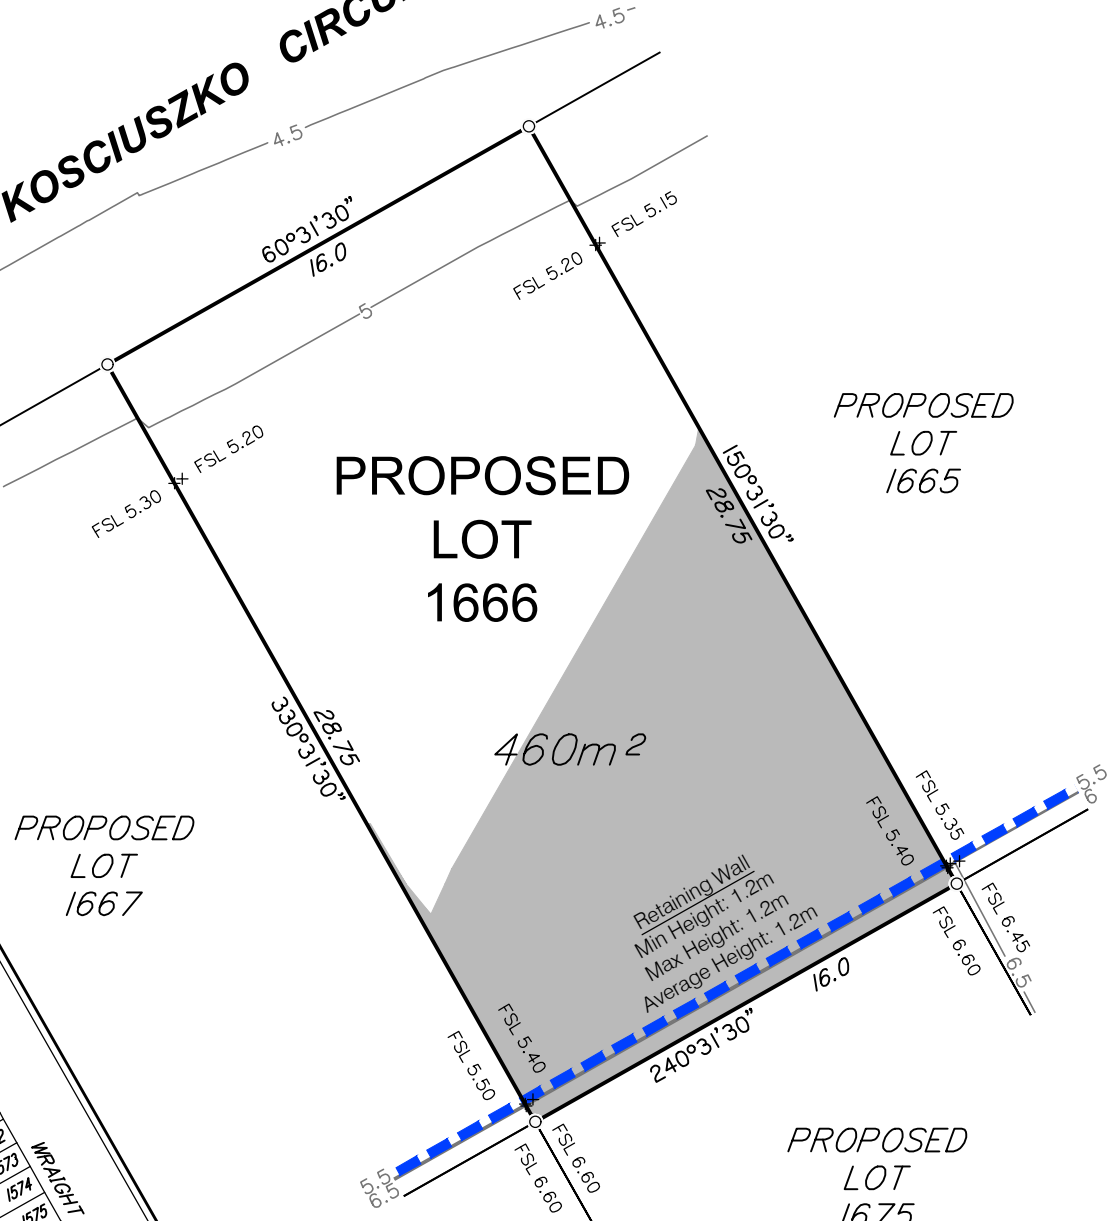 KOSCIUSZKO CIRCU
4.5
4.5
60°31'30"
16.0
5
FSL 5.15
FSL 5.20
FSL 5.20
FSL 5.30
PROPOSED
LOT
1666
PROPOSED
LOT
1665
150°31'30"
28.75
28.75
330°31'30"
460m²
PROPOSED
LOT
1667
FSL 5.35
FSL 5.40
5.5
6
Retaining Wall
Min Height: 1.2m
Max Height: 1.2m
Average Height: 1.2m
FSL 6.45
FSL 6.60
6.5
16.0
240°31'30"
FSL 5.40
FSL 5.50
5.5
6.5
FSL 6.60
FSL 6.60
PROPOSED
LOT
1675
WRAIGHT
1574
1575